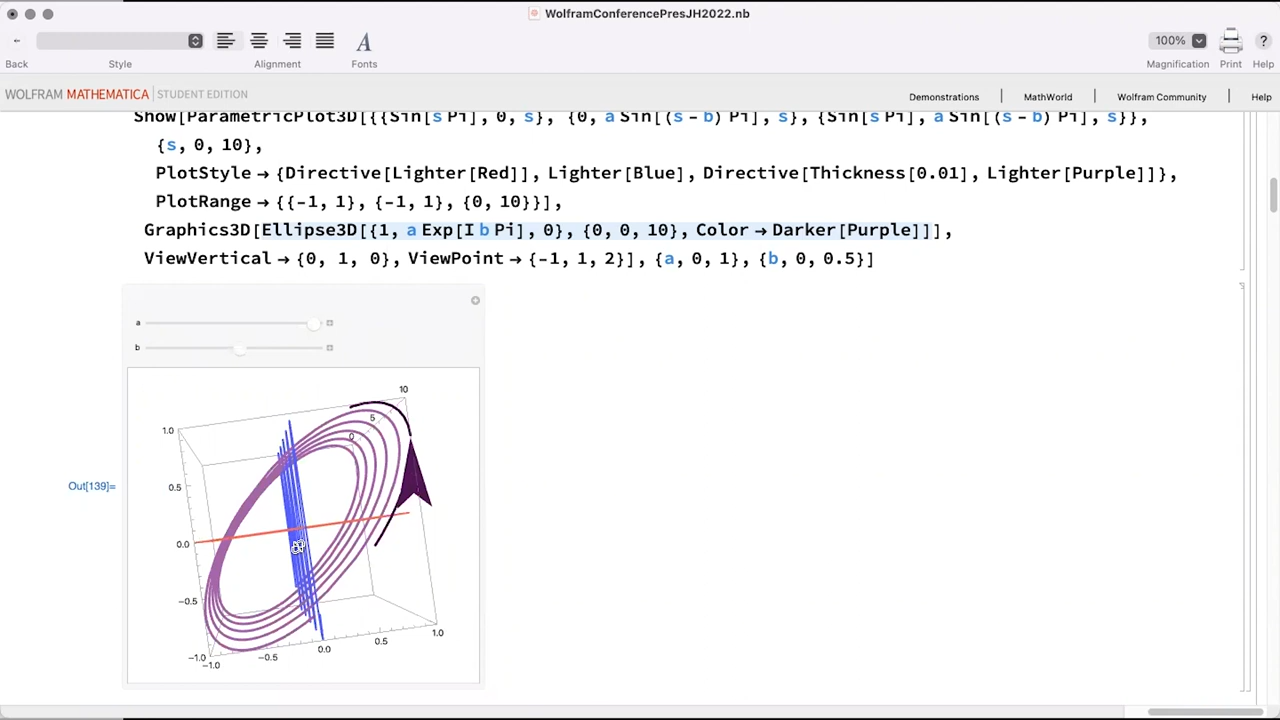 WolframConferencePresJH2022.nb
100%
Back
Style
Alignment
Fonts
Magnification
Print
Help
WOLFRAM MATHEMATICA | STUDENT EDITION
Demonstrations
MathWorld
Wolfram Community
Help
Show[ParametricPlot3D[{{Sin[s Pi], 0, s}, {0, a Sin[(s - b) Pi], s}, {Sin[s Pi], a Sin[(s - b) Pi], s}},
{s, 0, 10},
PlotStyle → {Directive[Lighter[Red]], Lighter[Blue], Directive[Thickness[0.01], Lighter[Purple]]},
PlotRange → {{-1, 1}, {-1, 1}, {0, 10}}],
Graphics3D[Ellipse3D[{1, a Exp[I b Pi], 0}, {0, 0, 10}, Color → Darker[Purple]]],
ViewVertical → {0, 1, 0}, ViewPoint → {-1, 1, 2}], {a, 0, 1}, {b, 0, 0.5}]
a
b
10
5
0
1.0
0.5
0.0
-0.5
-1.0
-1.0
-0.5
0.0
0.5
1.0
Out[139]=